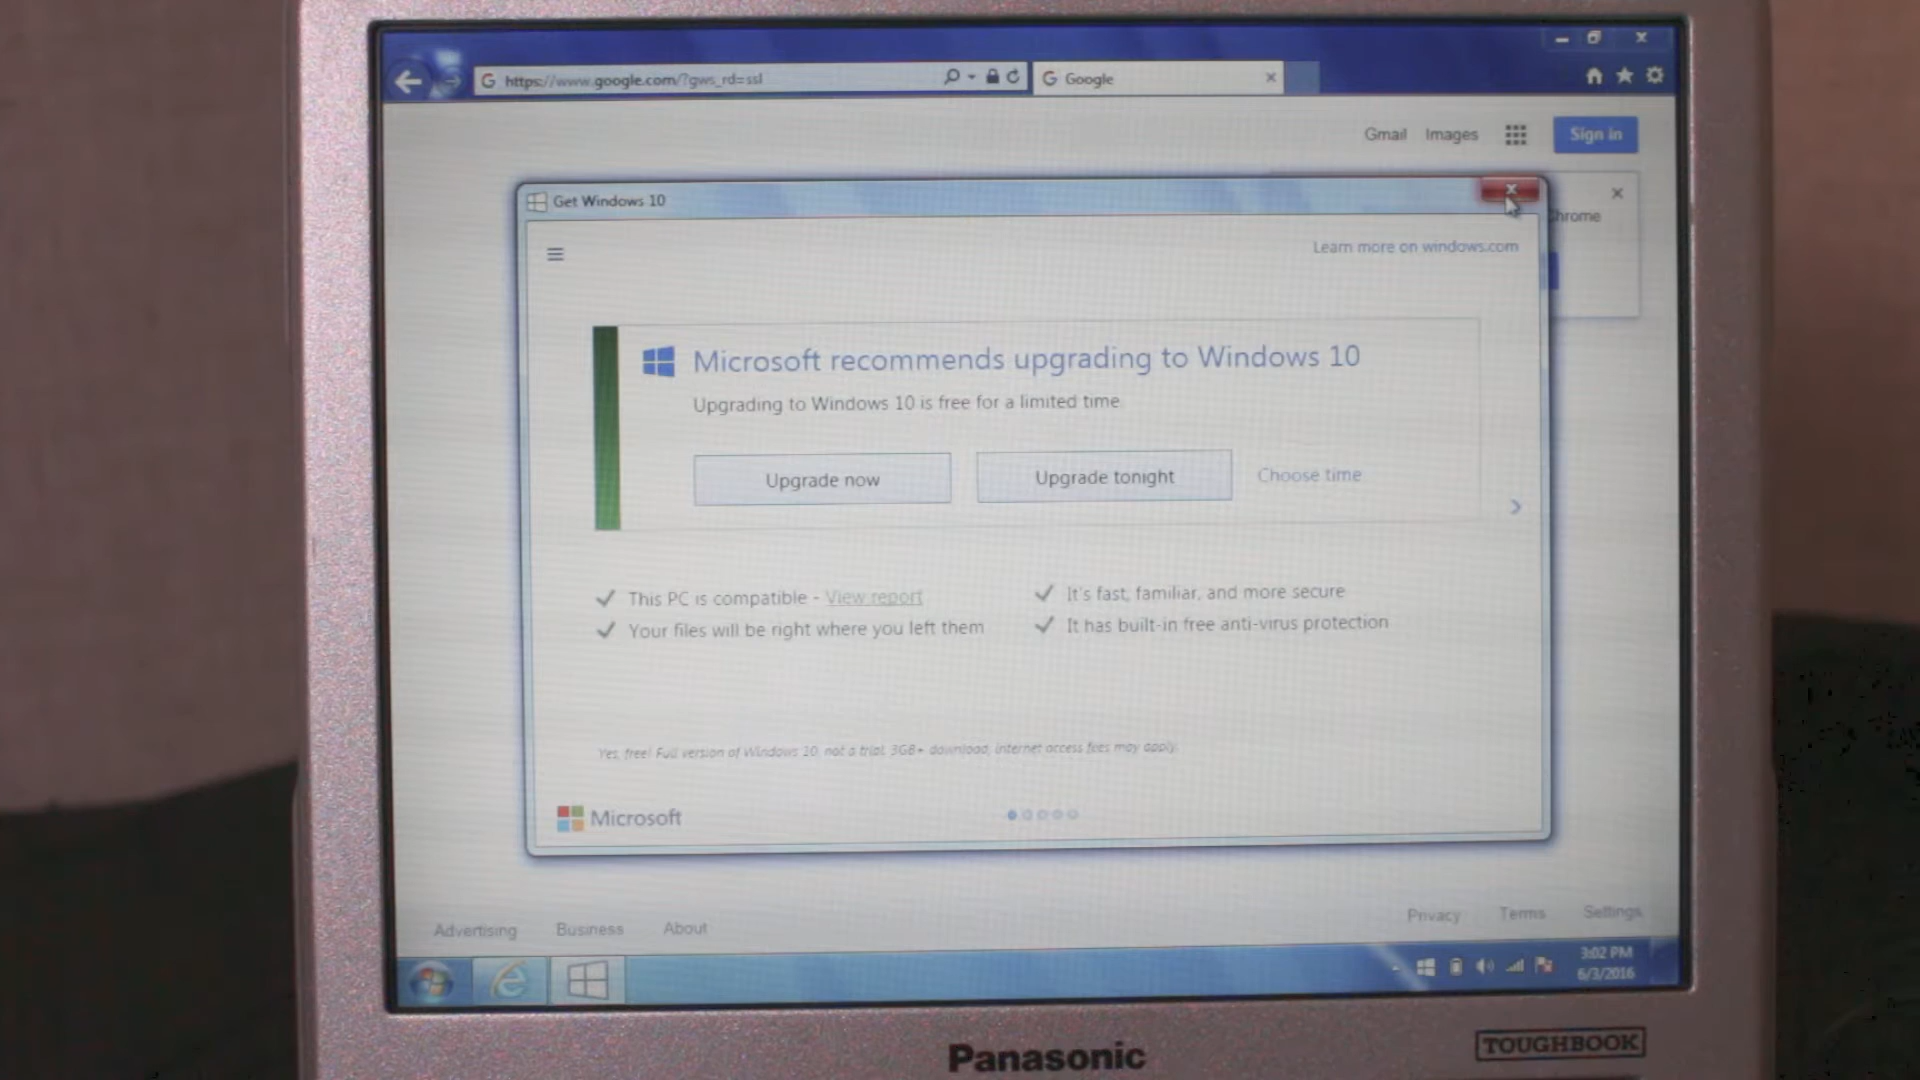 https://www.google.com/?gws_rd=ssl
Google
Gmail Images Sign in
Get Windows 10
Chrome
Learn more on windows.com
Microsoft recommends upgrading to Windows 10
Upgrading to Windows 10 is free for a limited time.
Upgrade now
Upgrade tonight
Choose time
This PC is compatible - View report
Your files will be right where you left them
It's fast, familiar, and more secure
It has built-in free anti-virus protection
Yes, free! Full version of Windows 10, not a trial. 3GB+ download; internet access fees may apply.
Microsoft
Advertising Business About
Privacy Terms Settings
3:02 PM
6/3/2016
Panasonic
TOUGHBOOK